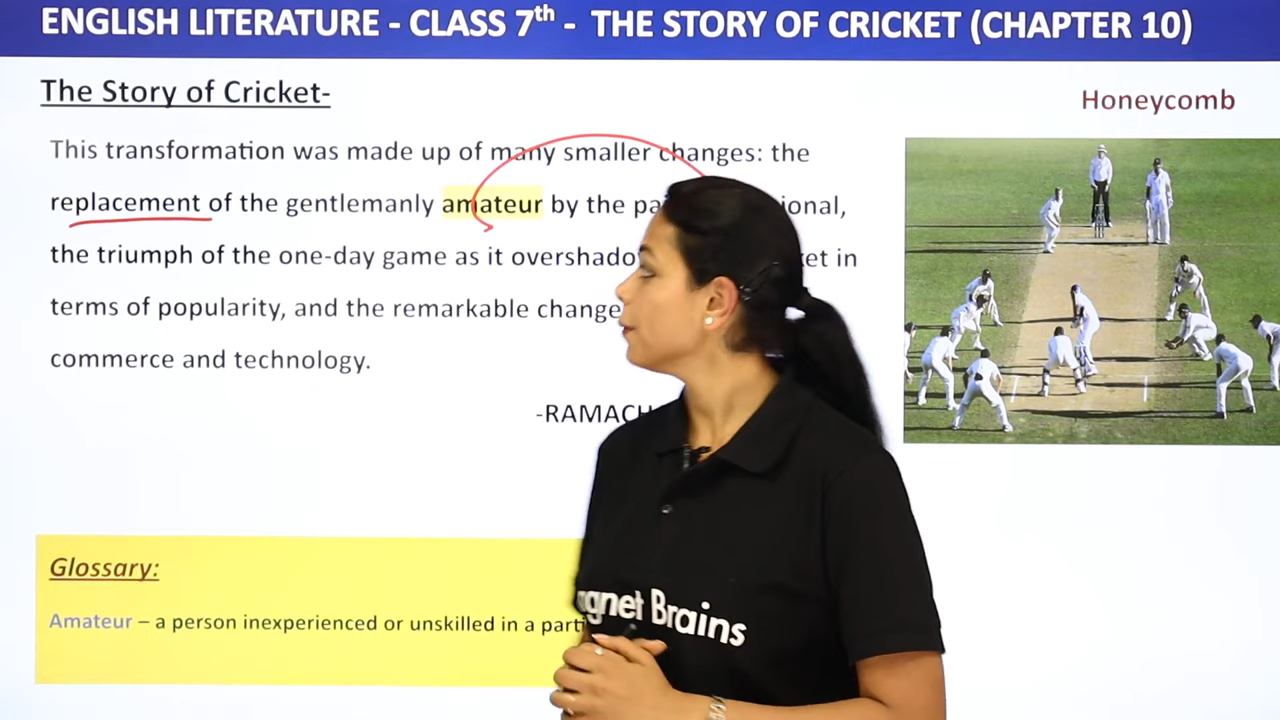 ENGLISH LITERATURE - CLASS 7th - THE STORY OF CRICKET (CHAPTER 10)
The Story of Cricket-
Honeycomb
This transformation was made up of many smaller changes: the
replacement of the gentlemanly amateur by the
the triumph of the one-day game as it in
terms of popularity, and the remarkable
commerce and technology.
Glossary:
Amateur – a person inexperienced or unskilled in a
Brains